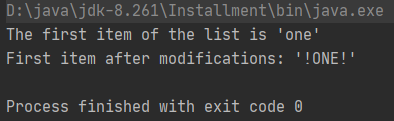 D:\java\jdk-8.261\Installment\bin\java.exe
The first item of the list is 'one'
First item after modifications: '!ONE!'
Process finished with exit code 0